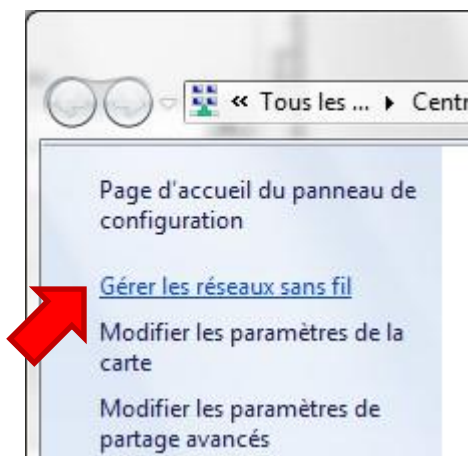 « Tous les ... ▸ Centr
Page d'accueil du panneau de
configuration
Gérer les réseaux sans fil
Modifier les paramètres de la
carte
Modifier les paramètres de
partage avancés